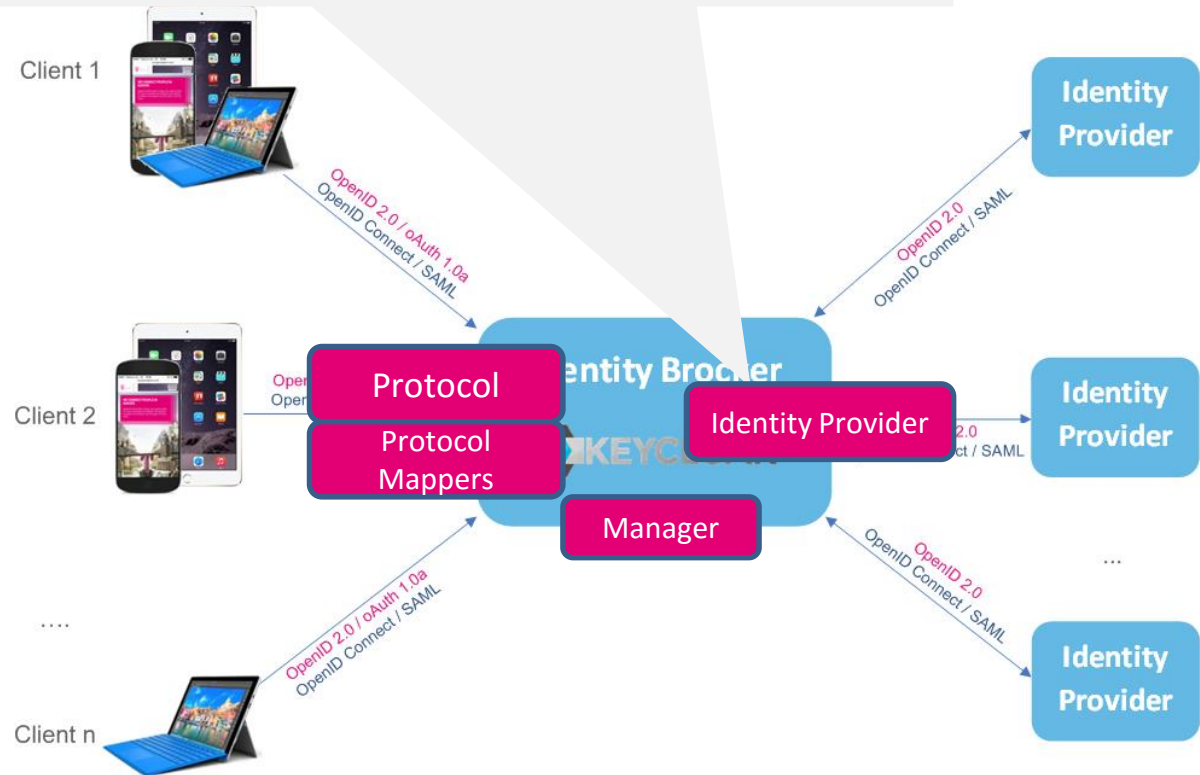 Client 1
OpenID 2.0 / oAuth 1.0a
OpenID Connect / SAML
OpenID 2.0
OpenID Connect / SAML
Identity
Provider
Client 2
Protocol
Protocol
Mappers
Brocker
Identity Provider
Manager
2.0
SAML
Identity
Provider
....
OpenID 2.0 / oAuth 1.0a
OpenID Connect / SAML
OpenID 2.0
OpenID Connect / SAML
...
Identity
Provider
Client n